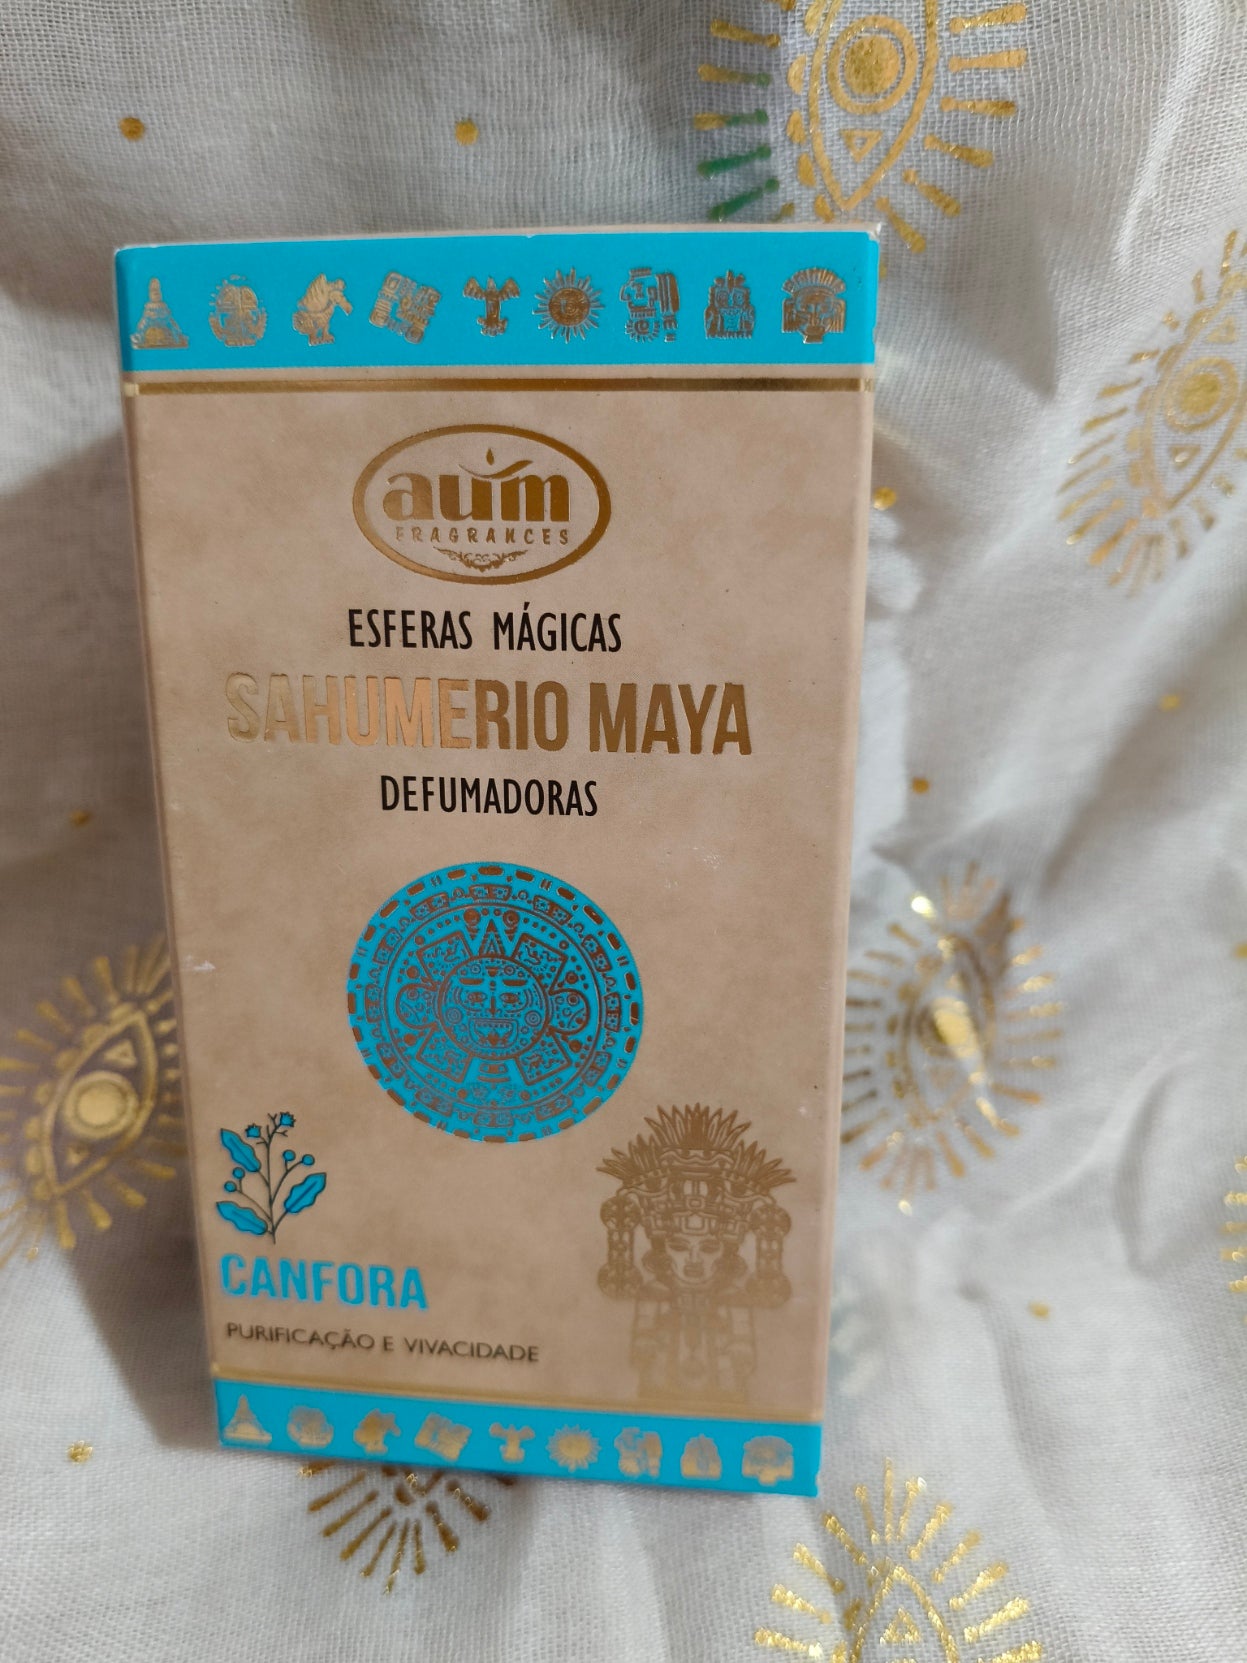 aum
FRAGRANCES
ESFERAS MÁGICAS
SAHUMERIO MAYA
DEFUMADORAS
CANFORA
PURIFICAÇÃO E VIVACIDADE